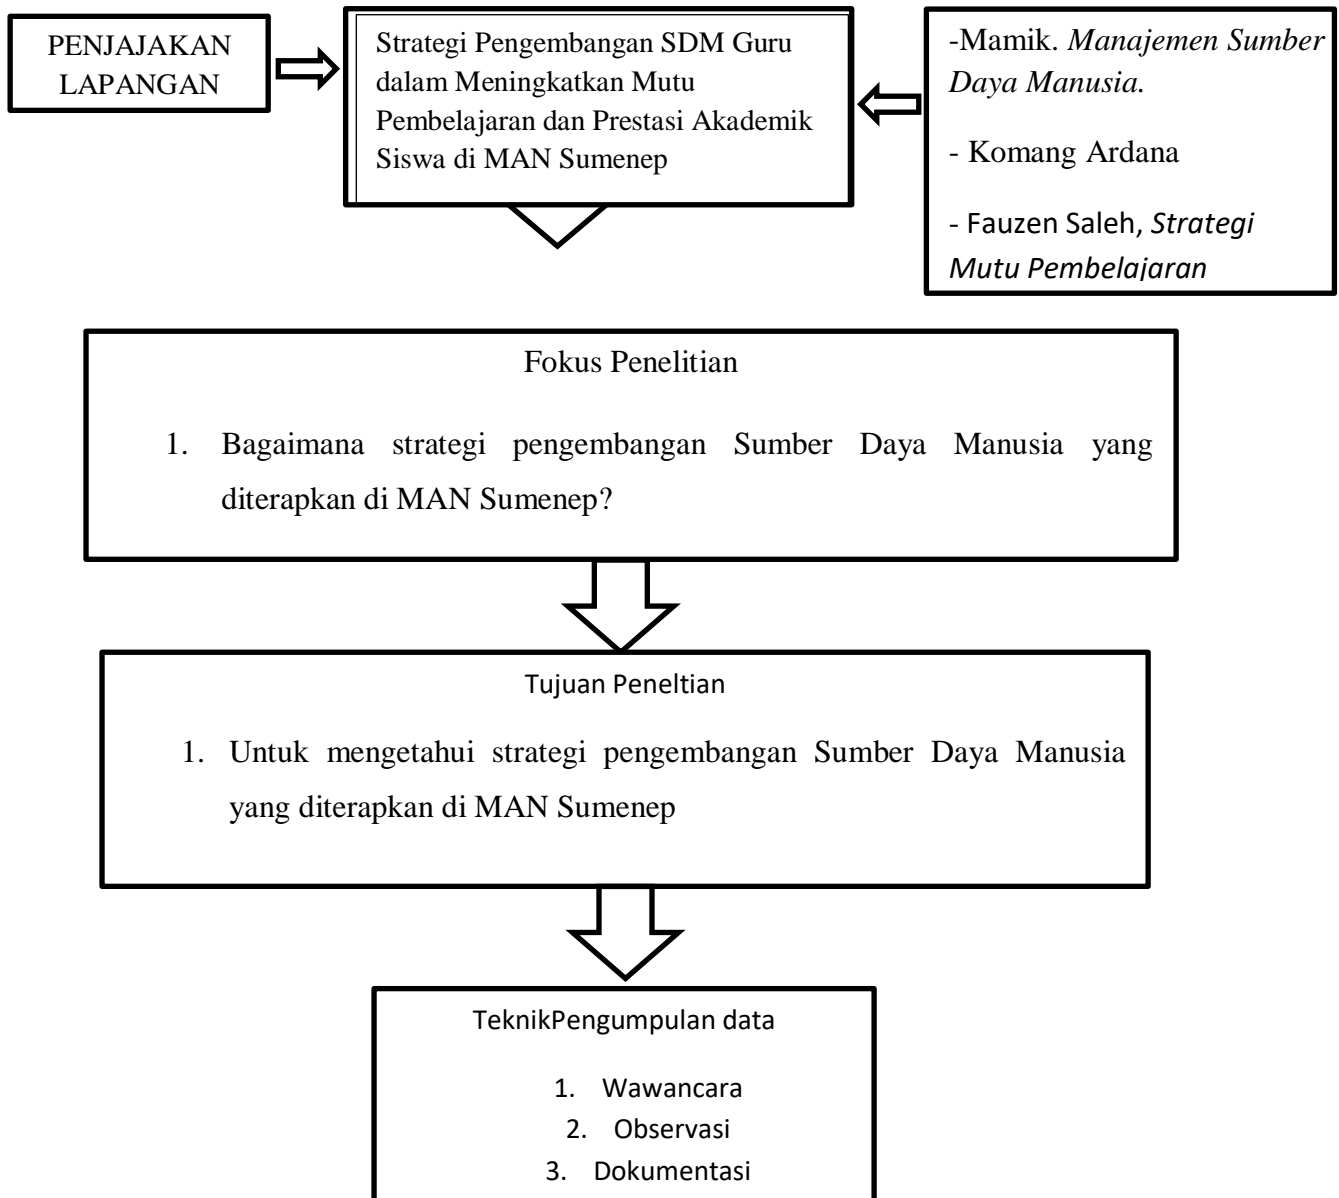 PENJAJAKAN
LAPANGAN
Strategi Pengembangan SDM Guru
dalam Meningkatkan Mutu
Pembelajaran dan Prestasi Akademik
Siswa di MAN Sumenep
-Mamik. Manajemen Sumber
Daya Manusia.
- Komang Ardana
- Fauzen Saleh, Strategi
Mutu Pembelajaran
Fokus Penelitian
1. Bagaimana strategi pengembangan Sumber Daya Manusia yang
diterapkan di MAN Sumenep?
Tujuan Peneltian
1. Untuk mengetahui strategi pengembangan Sumber Daya Manusia
yang diterapkan di MAN Sumenep
TeknikPengumpulan data
1. Wawancara
2. Observasi
3. Dokumentasi